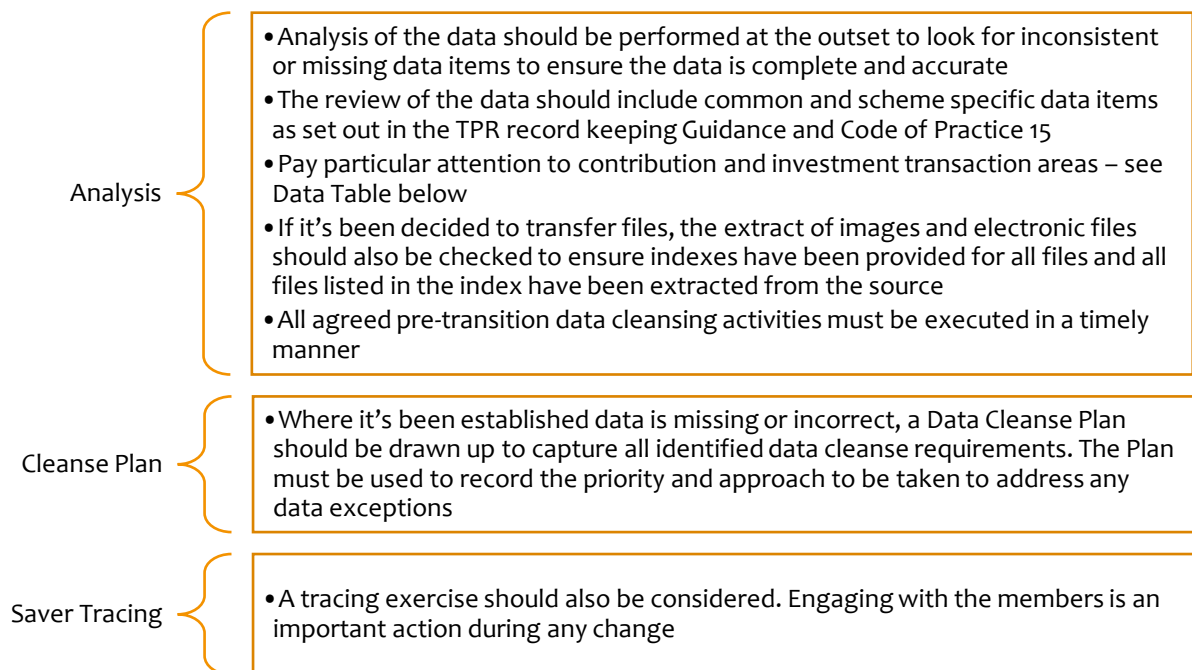 Analysis
•Analysis of the data should be performed at the outset to look for inconsistent
or missing data items to ensure the data is complete and accurate
•The review of the data should include common and scheme specific data items
as set out in the TPR record keeping Guidance and Code of Practice 15
•Pay particular attention to contribution and investment transaction areas – see
Data Table below
•If it’s been decided to transfer files, the extract of images and electronic files
should also be checked to ensure indexes have been provided for all files and all
files listed in the index have been extracted from the source
•All agreed pre-transition data cleansing activities must be executed in a timely
manner
Cleanse Plan
•Where it’s been established data is missing or incorrect, a Data Cleanse Plan
should be drawn up to capture all identified data cleanse requirements. The Plan
must be used to record the priority and approach to be taken to address any
data exceptions
Saver Tracing
•A tracing exercise should also be considered. Engaging with the members is an
important action during any change